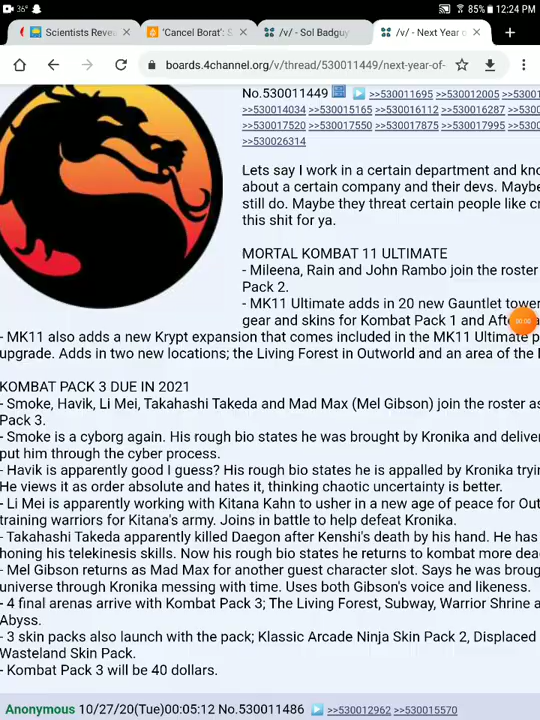 36°
85%
12:24 PM
Scientists Revea
'Cancel Borat': S
/v/ - Sol Badguy
/v/ - Next Year o
boards.4channel.org/v/thread/530011449/next-year-of-
No.530011449 >>530011695 >>530012005 >>5300
>>530014034 >>530015165 >>530016112 >>530016287 >>530
>>530017520 >>530017550 >>530017875 >>530017995 >>530
>>530026314
Lets say I work in a certain department and kno
about a certain company and their devs. Maybe
still do. Maybe they threat certain people like cr
this shit for ya.
MORTAL KOMBAT 11 ULTIMATE
- Mileena, Rain and John Rambo join the roster
Pack 2.
- MK11 Ultimate adds in 20 new Gauntlet tower
gear and skins for Kombat Pack 1 and Aft
00:00
- MK11 also adds a new Krypt expansion that comes included in the MK11 Ultimate p
upgrade. Adds in two new locations; the Living Forest in Outworld and an area of the
KOMBAT PACK 3 DUE IN 2021
- Smoke, Havik, Li Mei, Takahashi Takeda and Mad Max (Mel Gibson) join the roster as
Pack 3.
- Smoke is a cyborg again. His rough bio states he was brought by Kronika and deliver
put him through the cyber process.
- Havik is apparently good I guess? His rough bio states he is appalled by Kronika tryi
He views it as order absolute and hates it, thinking chaotic uncertainty is better.
- Li Mei is apparently working with Kitana Kahn to usher in a new age of peace for Out
training warriors for Kitana's army. Joins in battle to help defeat Kronika.
- Takahashi Takeda apparently killed Daegon after Kenshi's death by his hand. He has
honing his telekinesis skills. Now his rough bio states he returns to kombat more dea
- Mel Gibson returns as Mad Max for another guest character slot. Says he was broug
universe through Kronika messing with time. Uses both Gibson's voice and likeness.
- 4 final arenas arrive with Kombat Pack 3; The Living Forest, Subway, Warrior Shrine a
Abyss.
- 3 skin packs also launch with the pack; Klassic Arcade Ninja Skin Pack 2, Displaced
Wasteland Skin Pack.
- Kombat Pack 3 will be 40 dollars.
Anonymous 10/27/20(Tue)00:05:12 No.530011486 >>530012962 >>530015570